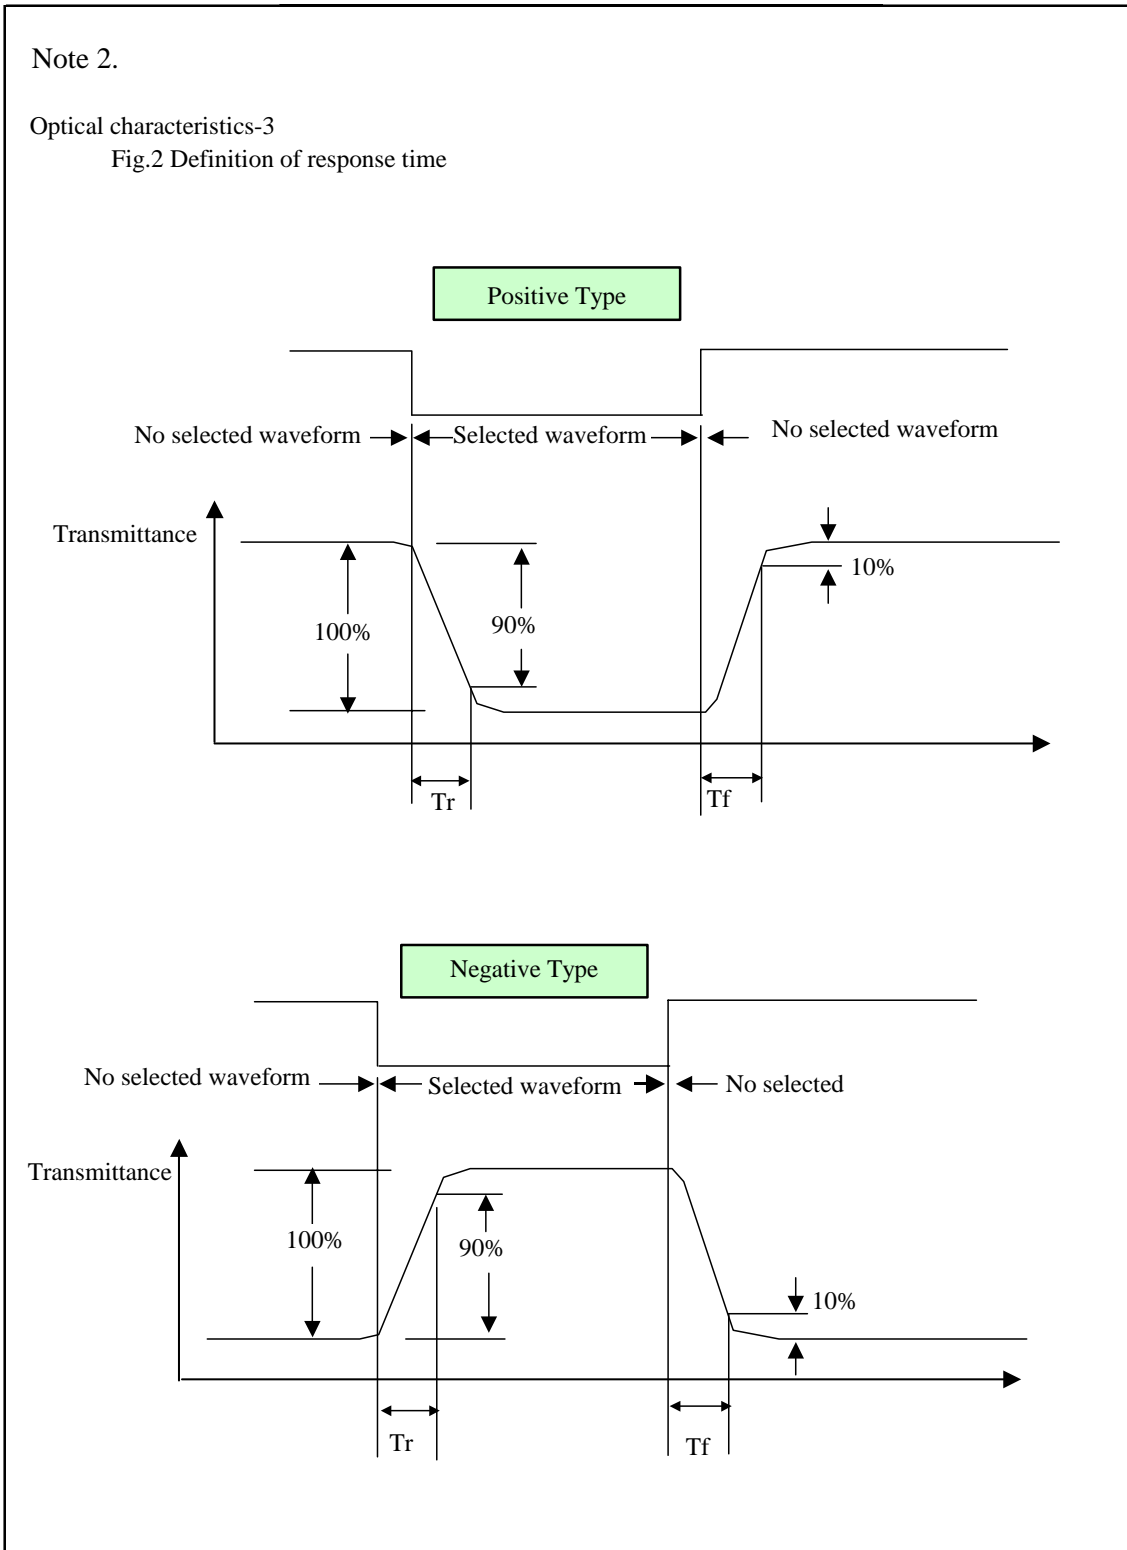 Note 2.
Optical characteristics-3
Fig.2 Definition of response time
Positive Type
No selected waveform
Selected waveform
No selected waveform
Transmittance
10%
100%
90%
Tr
Tf
Negative Type
No selected waveform
Selected waveform
No selected
Transmittance
100%
90%
10%
Tr
Tf